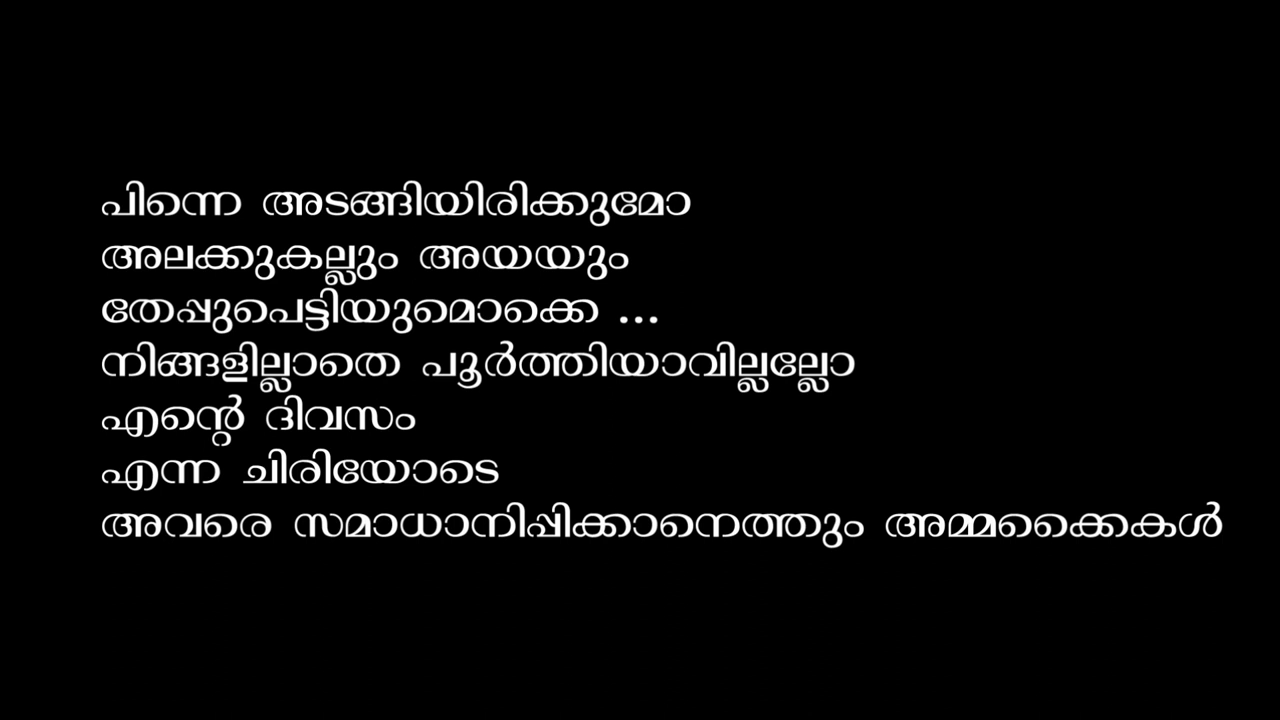 പിന്നെ അടങ്ങിയിരിക്കുമോ
അലക്കുകല്ലും അയയും
തേപ്പുപെട്ടിയുമൊക്കെ ...
നിങ്ങളില്ലാതെ പൂർത്തിയാവില്ലല്ലോ
എന്റെ ദിവസം
എന്ന ചിരിയോടെ
അവരെ സമാധാനിപ്പിക്കാനെത്തും അമ്മക്കൈകൾ